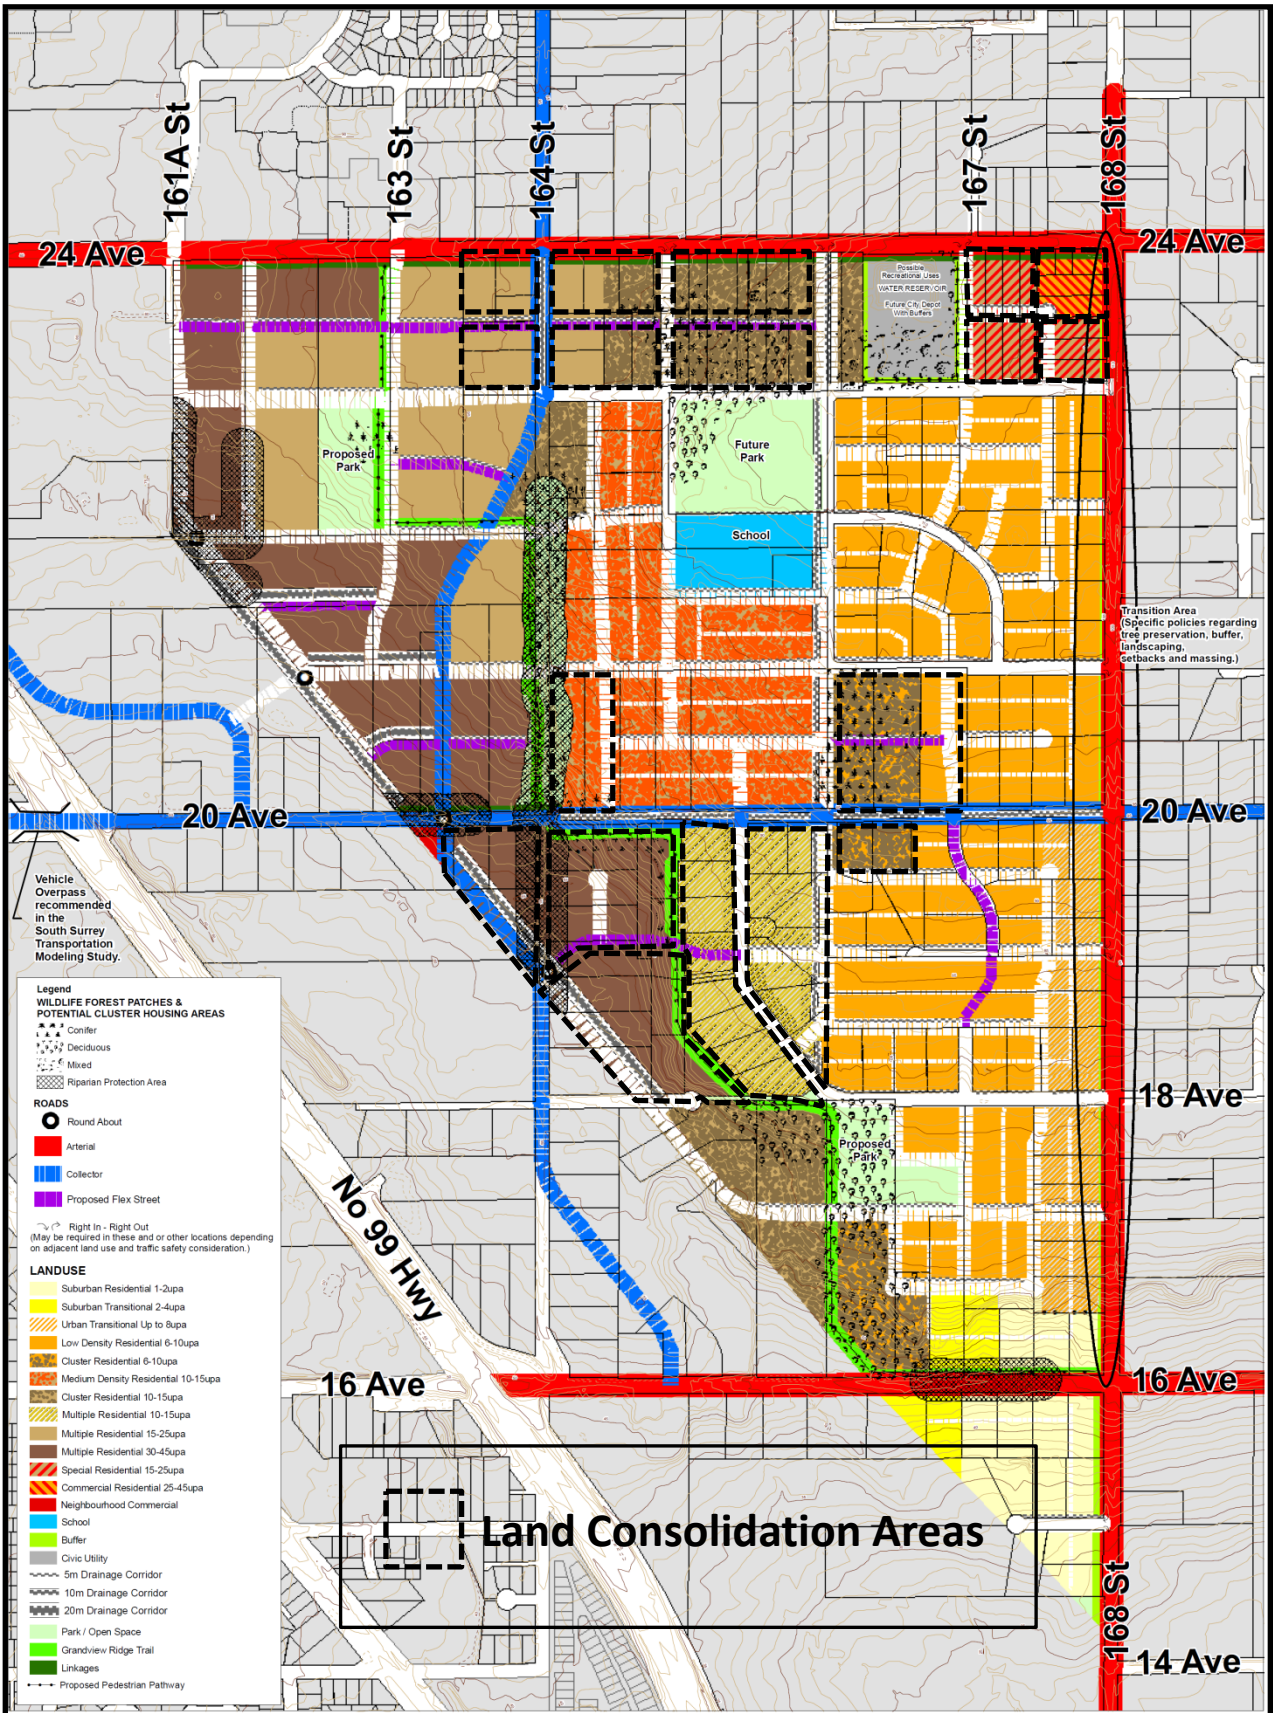 161A St
163 St
164 St
167 St
168 St
24 Ave
24 Ave
Possible
Recreational Uses
WATER RESERVOIR
Future City Depot
With Buffers
Proposed
Park
Future
Park
School
Transition Area
(Specific policies regarding
tree preservation, buffer,
landscaping,
setbacks and massing.)
20 Ave
20 Ave
Vehicle
Overpass
recommended
in the
South Surrey
Transportation
Modeling Study.
18 Ave
Proposed
Park
No 99 Hwy
16 Ave
16 Ave
Legend
WILDLIFE FOREST PATCHES &
POTENTIAL CLUSTER HOUSING AREAS
Conifer
Deciduous
Mixed
Riparian Protection Area
ROADS
Round About
Arterial
Collector
Proposed Flex Street
Right In - Right Out
(May be required in these and or other locations depending
on adjacent land use and traffic safety consideration.)
LANDUSE
Suburban Residential 1-2upa
Suburban Transitional 2-4upa
Urban Transitional Up to 8upa
Low Density Residential 6-10upa
Cluster Residential 6-10upa
Medium Density Residential 10-15upa
Cluster Residential 10-15upa
Multiple Residential 10-15upa
Multiple Residential 15-25upa
Multiple Residential 30-45upa
Special Residential 15-25upa
Commercial Residential 25-45upa
Neighbourhood Commercial
School
Buffer
Civic Utility
5m Drainage Corridor
10m Drainage Corridor
20m Drainage Corridor
Park / Open Space
Grandview Ridge Trail
Linkages
Proposed Pedestrian Pathway
Land Consolidation Areas
168 St
14 Ave